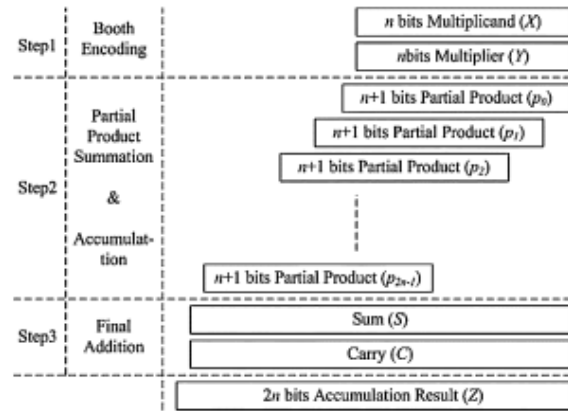 Step1
Booth
Encoding
n bits Multiplicand (X)
nbits Multiplier (Y)
Step2
Partial
Product
Summation
&
Accumulat-
tion
n+1 bits Partial Product (p0)
n+1 bits Partial Product (p1)
n+1 bits Partial Product (p2)
n+1 bits Partial Product (p2n-1)
Step3
Final
Addition
Sum (S)
Carry (C)
2n bits Accumulation Result (Z)